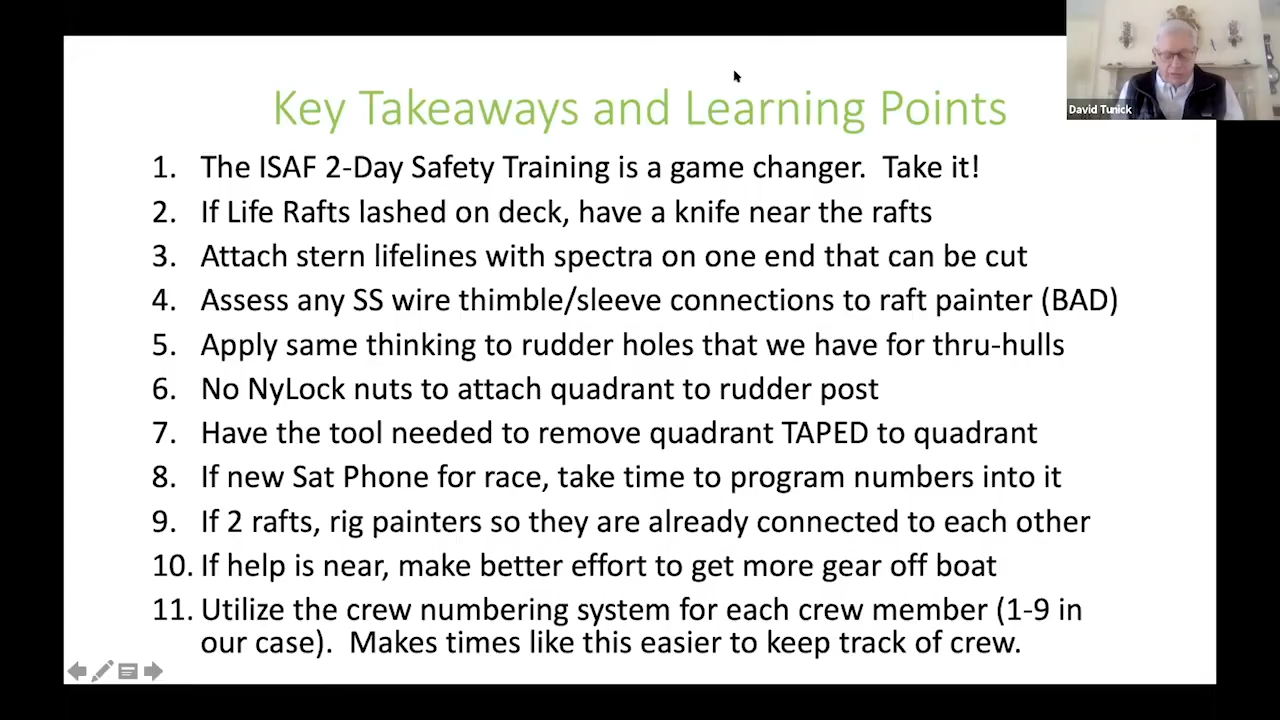 David Tunick
Key Takeaways and Learning Points
1. The ISAF 2-Day Safety Training is a game changer. Take it!
2. If Life Rafts lashed on deck, have a knife near the rafts
3. Attach stern lifelines with spectra on one end that can be cut
4. Assess any SS wire thimble/sleeve connections to raft painter (BAD)
5. Apply same thinking to rudder holes that we have for thru-hulls
6. No NyLock nuts to attach quadrant to rudder post
7. Have the tool needed to remove quadrant TAPED to quadrant
8. If new Sat Phone for race, take time to program numbers into it
9. If 2 rafts, rig painters so they are already connected to each other
10. If help is near, make better effort to get more gear off boat
11. Utilize the crew numbering system for each crew member (1-9 in
our case). Makes times like this easier to keep track of crew.